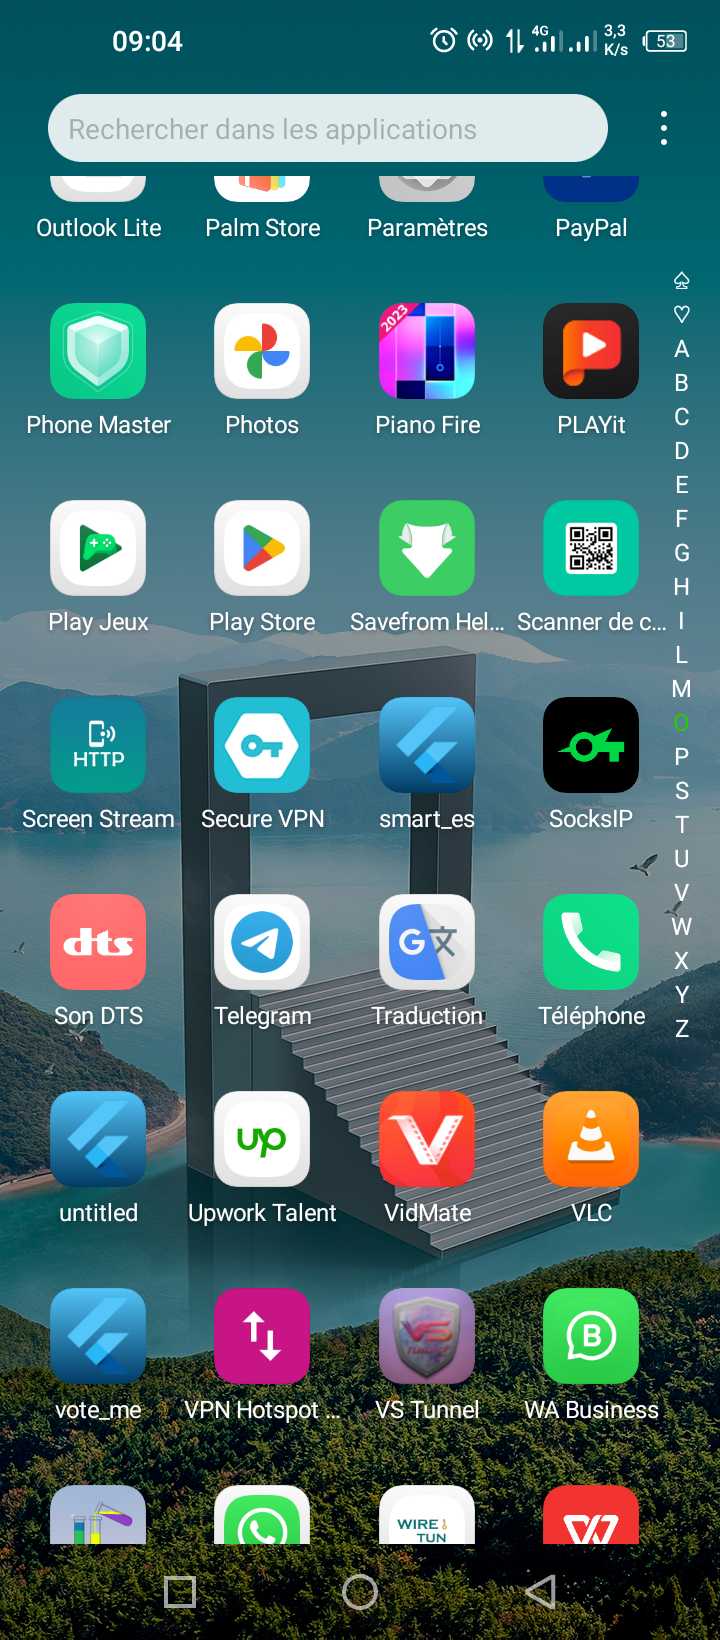 09:04
4G
3,3
K/s
53
Rechercher dans les applications
Outlook Lite
Palm Store
Paramètres
PayPal
2023
Phone Master
Photos
Piano Fire
PLAYit
Play Jeux
Play Store
Savefrom Hel...
Scanner de c...
HTTP
Screen Stream
Secure VPN
smart_es
SocksIP
dts
G文
Son DTS
Telegram
Traduction
Téléphone
up
untitled
Upwork Talent
VidMate
VLC
VS
B
vote_me
VPN Hotspot ...
VS Tunnel
WA Business
WIRE
TUN
A
B
C
D
E
F
G
H
I
L
M
O
P
S
T
U
V
W
X
Y
Z